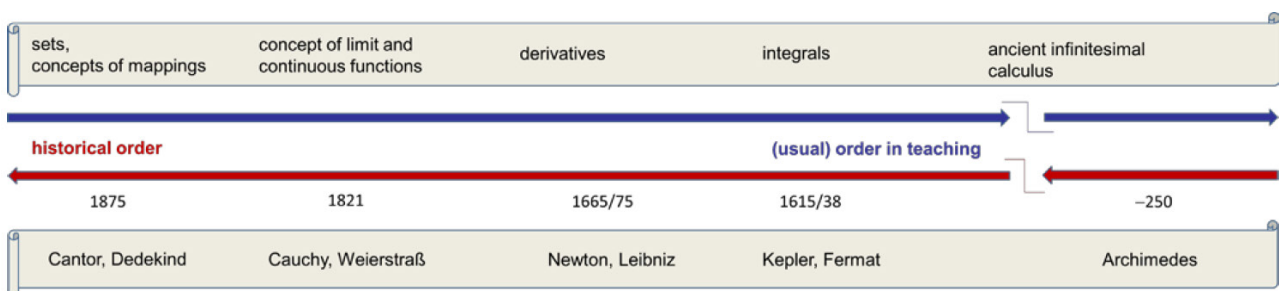 sets,
concepts of mappings
concept of limit and
continuous functions
derivatives
integrals
ancient infinitesimal
calculus
historical order
(usual) order in teaching
1875
1821
1665/75
1615/38
−250
Cantor, Dedekind
Cauchy, Weierstraß
Newton, Leibniz
Kepler, Fermat
Archimedes